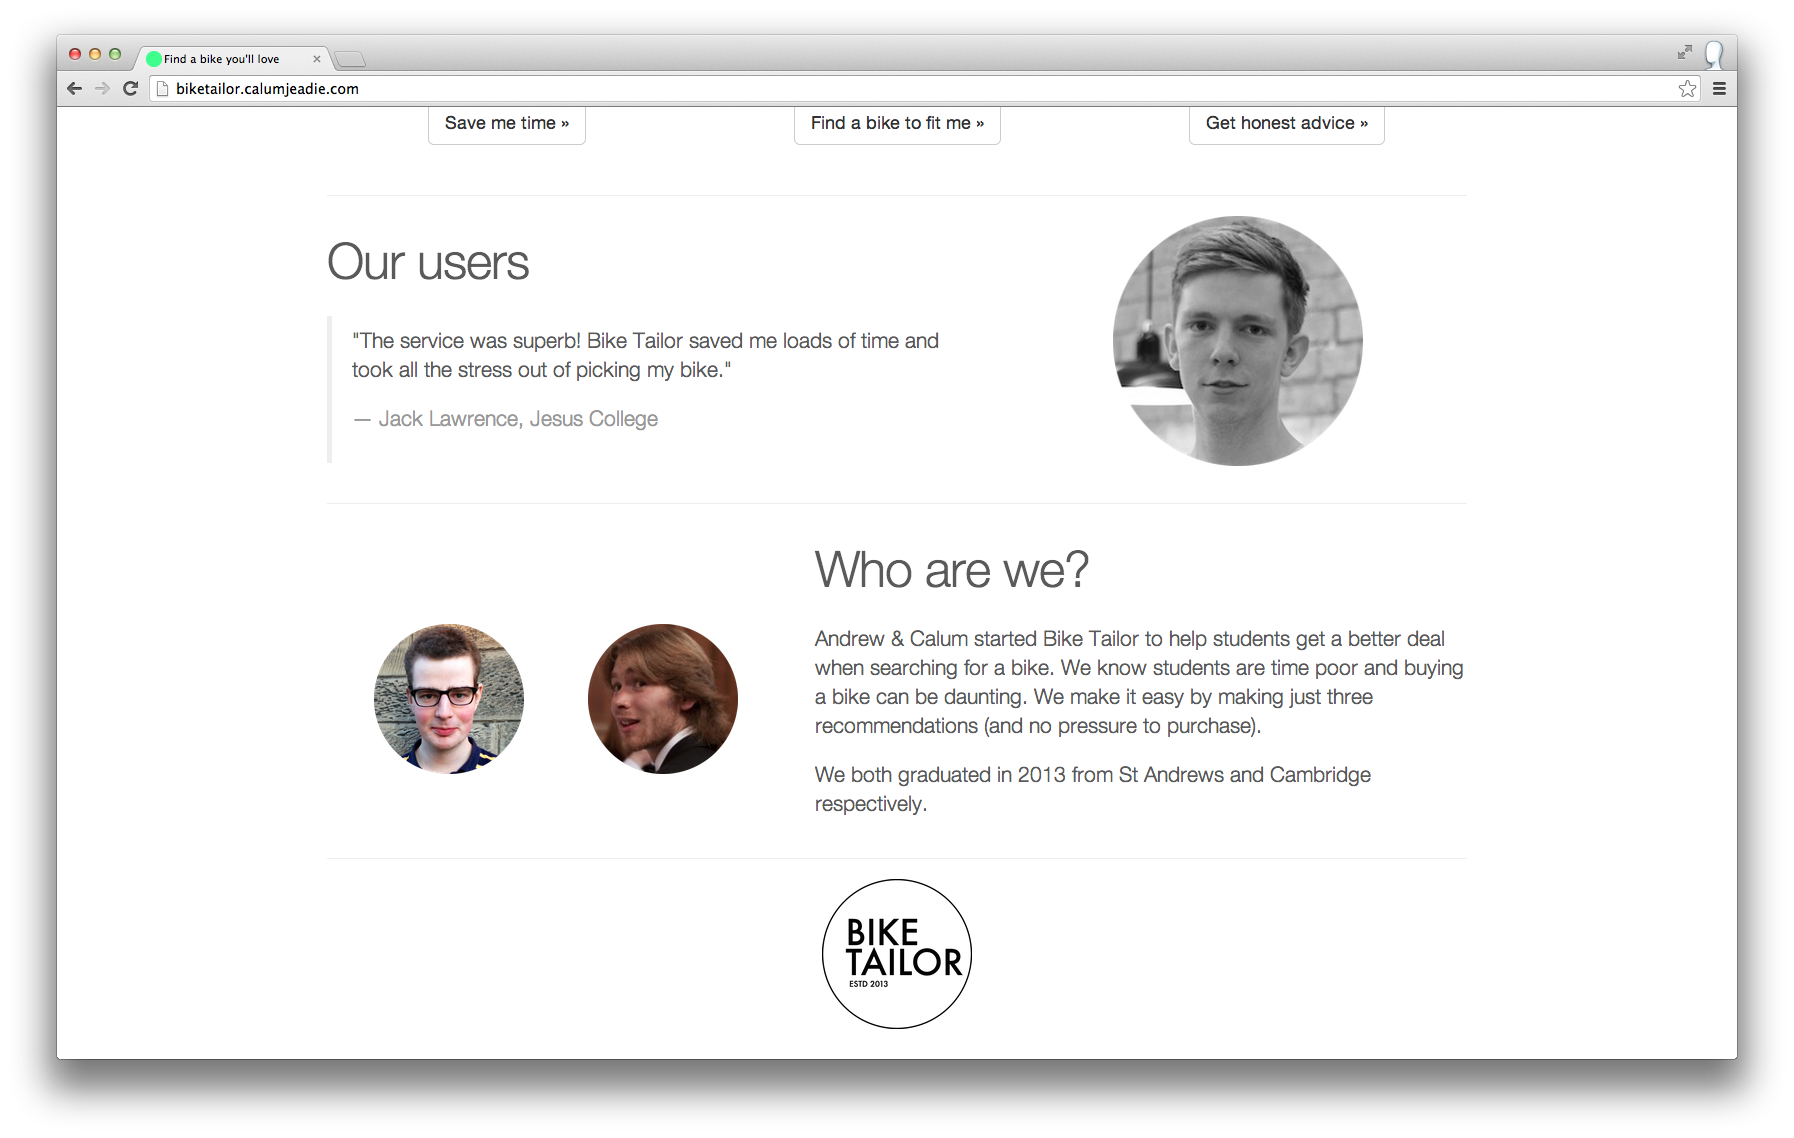 Find a bike you'll love
biketailor.calumjeadie.com
Save me time »
Find a bike to fit me »
Get honest advice »
Our users
"The service was superb! Bike Tailor saved me loads of time and
took all the stress out of picking my bike."
— Jack Lawrence, Jesus College
Who are we?
Andrew & Calum started Bike Tailor to help students get a better deal
when searching for a bike. We know students are time poor and buying
a bike can be daunting. We make it easy by making just three
recommendations (and no pressure to purchase).
We both graduated in 2013 from St Andrews and Cambridge
respectively.
BIKE
TAILOR
ESTD 2013